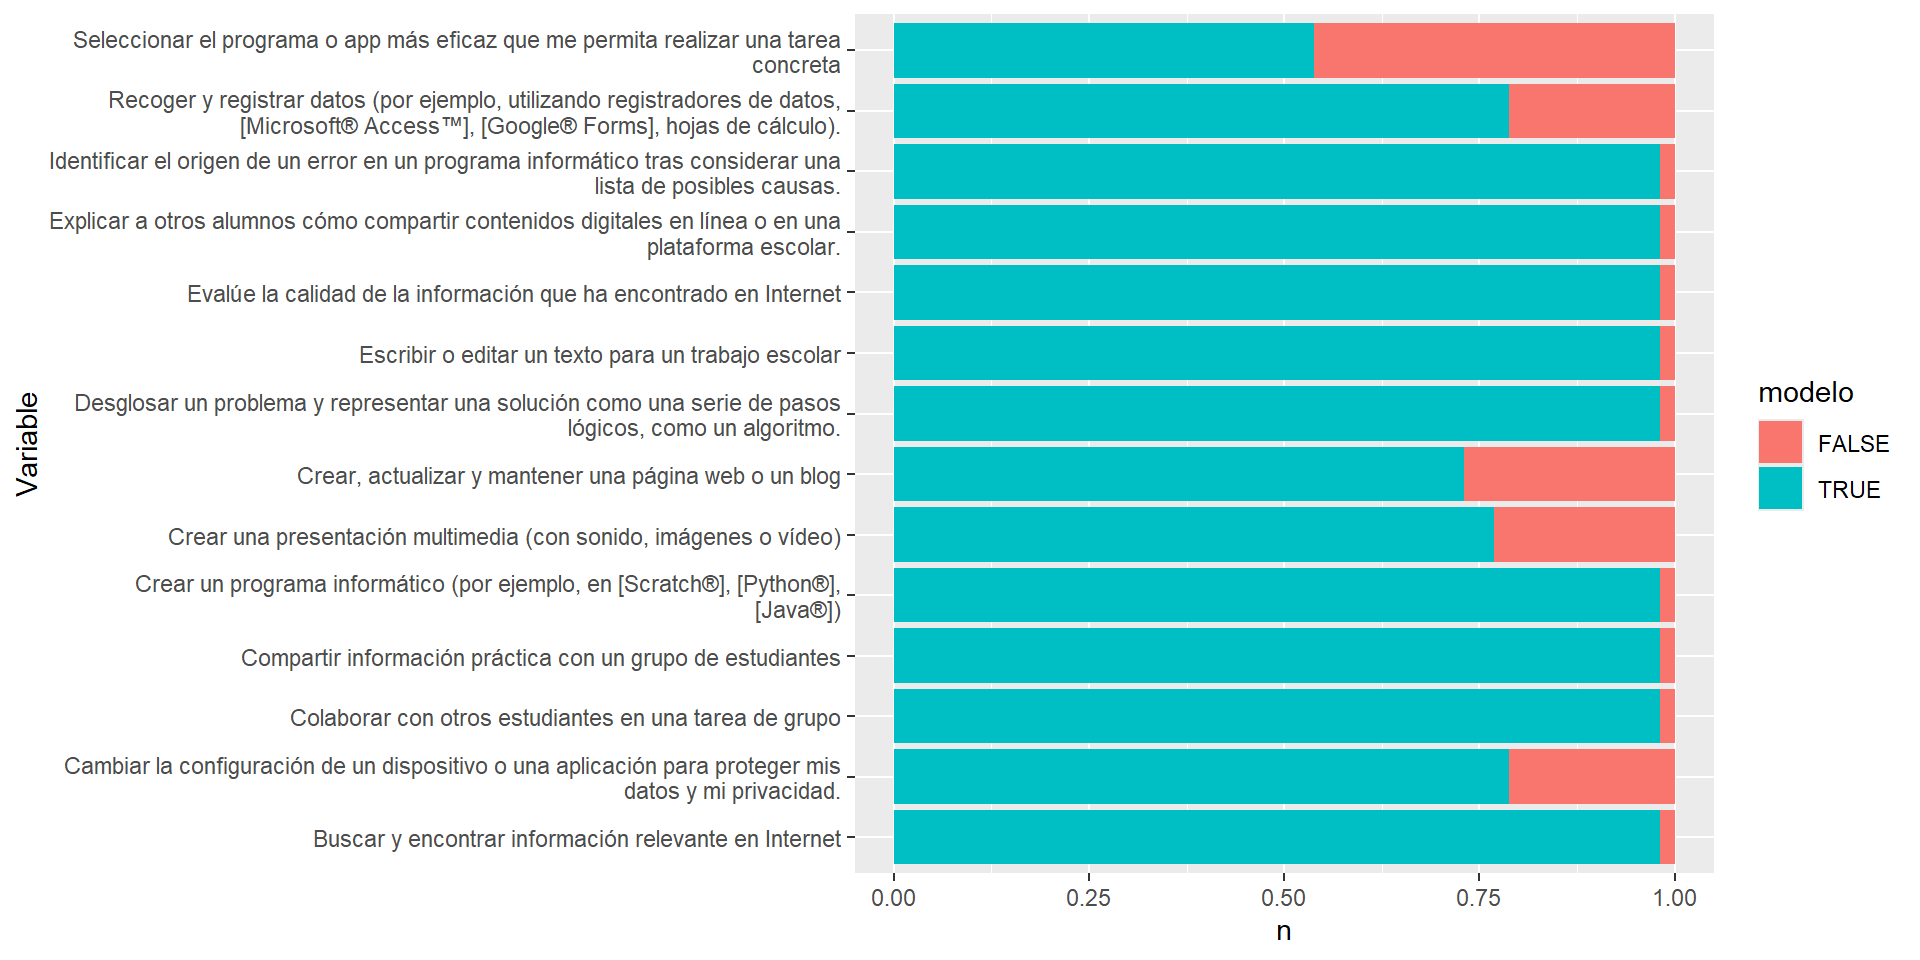 Seleccionar el programa o app más eficaz que me permita realizar una tarea
concreta
Recoger y registrar datos (por ejemplo, utilizando registradores de datos,
[Microsoft® Access™], [Google® Forms], hojas de cálculo).
Identificar el origen de un error en un programa informático tras considerar una
lista de posibles causas.
Explicar a otros alumnos cómo compartir contenidos digitales en línea o en una
plataforma escolar.
Evalúe la calidad de la información que ha encontrado en Internet
Escribir o editar un texto para un trabajo escolar
Desglosar un problema y representar una solución como una serie de pasos
lógicos, como un algoritmo.
Crear, actualizar y mantener una página web o un blog
Crear una presentación multimedia (con sonido, imágenes o vídeo)
Crear un programa informático (por ejemplo, en [Scratch®], [Python®],
[Java®])
Compartir información práctica con un grupo de estudiantes
Colaborar con otros estudiantes en una tarea de grupo
Cambiar la configuración de un dispositivo o una aplicación para proteger mis
datos y mi privacidad.
Buscar y encontrar información relevante en Internet
Variable
0.00 0.25 0.50 0.75 1.00
n
modelo
FALSE
TRUE